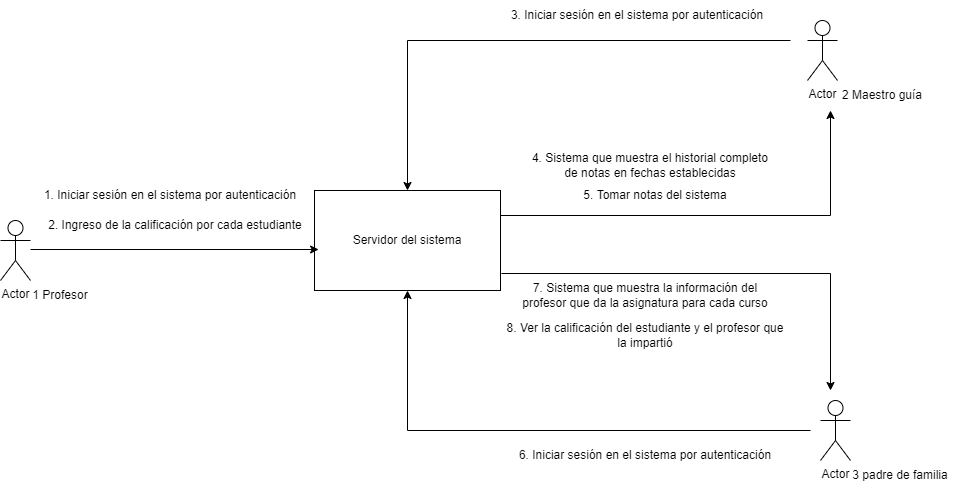 3. Iniciar sesión en el sistema por autenticación
Actor 2 Maestro guía
4. Sistema que muestra el historial completo
de notas en fechas establecidas
5. Tomar notas del sistema
1. Iniciar sesión en el sistema por autenticación
2. Ingreso de la calificación por cada estudiante
Servidor del sistema
Actor 1 Profesor
7. Sistema que muestra la información del
profesor que da la asignatura para cada curso
8. Ver la calificación del estudiante y el profesor que
la impartió
6. Iniciar sesión en el sistema por autenticación
Actor 3 padre de familia